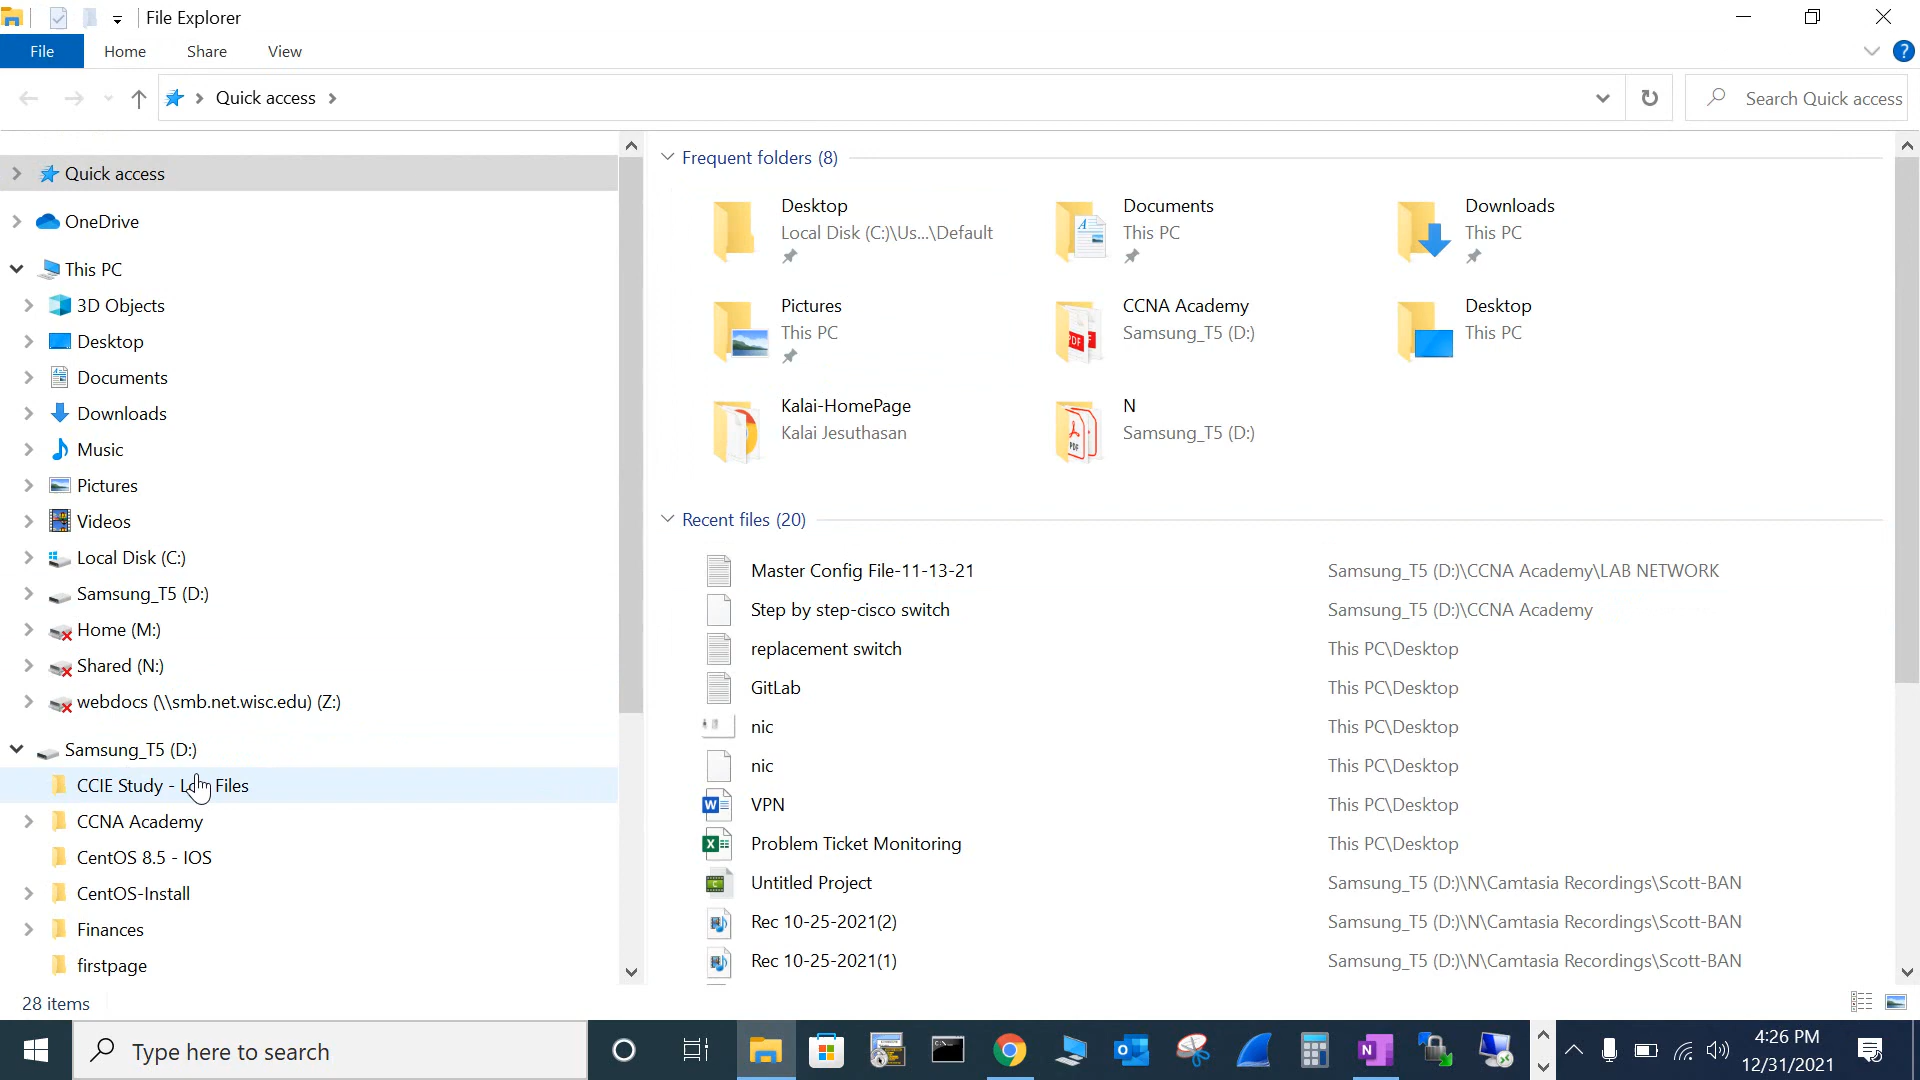 File Explorer
File Home Share View
Quick access
Search Quick access
Quick access
OneDrive
This PC
3D Objects
Desktop
Documents
Downloads
Music
Pictures
Videos
Local Disk (C:)
Samsung_T5 (D:)
Home (M:)
Shared (N:)
webdocs (\\smb.net.wisc.edu) (Z:)
Samsung_T5 (D:)
CCIE Study - Files
CCNA Academy
CentOS 8.5 - IOS
CentOS-Install
Finances
firstpage
Frequent folders (8)
Desktop
Local Disk (C:)\Us...\Default
Documents
This PC
Downloads
This PC
Pictures
This PC
CCNA Academy
Samsung_T5 (D:)
Desktop
This PC
Kalai-HomePage
Kalai Jesuthasan
N
Samsung_T5 (D:)
Recent files (20)
Master Config File-11-13-21 Samsung_T5 (D:)\CCNA Academy\LAB NETWORK
Step by step-cisco switch Samsung_T5 (D:)\CCNA Academy
replacement switch This PC\Desktop
GitLab This PC\Desktop
nic This PC\Desktop
nic This PC\Desktop
VPN This PC\Desktop
Problem Ticket Monitoring This PC\Desktop
Untitled Project Samsung_T5 (D:)\N\Camtasia Recordings\Scott-BAN
Rec 10-25-2021(2) Samsung_T5 (D:)\N\Camtasia Recordings\Scott-BAN
Rec 10-25-2021(1) Samsung_T5 (D:)\N\Camtasia Recordings\Scott-BAN
28 items
Type here to search
4:26 PM
12/31/2021